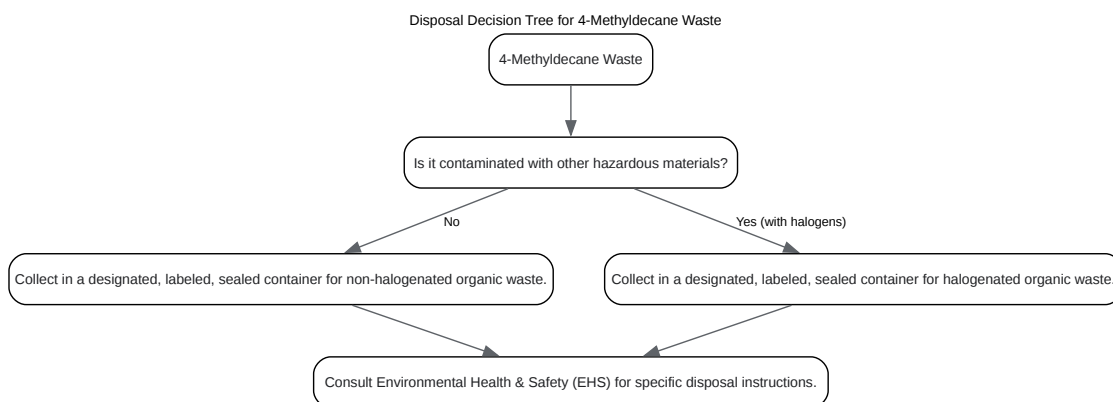 Disposal Decision Tree for 4-Methyldecane Waste
4-Methyldecane Waste
Is it contaminated with other hazardous materials?
No
Yes (with halogens)
Collect in a designated, labeled, sealed container for non-halogenated organic waste.
Collect in a designated, labeled, sealed container for halogenated organic waste.
Consult Environmental Health & Safety (EHS) for specific disposal instructions.